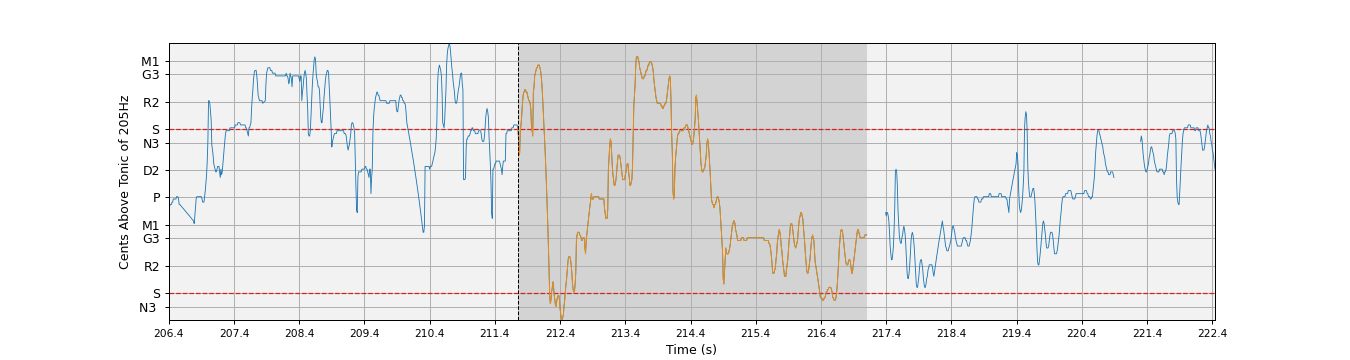 M1
G3
R2
S
N3
D2
P
M1
G3
R2
S
N3
Cents Above Tonic of 205Hz
206.4 207.4 208.4 209.4 210.4 211.4 212.4 213.4 214.4 215.4 216.4 217.4 218.4 219.4 220.4 221.4 222.4
Time (s)